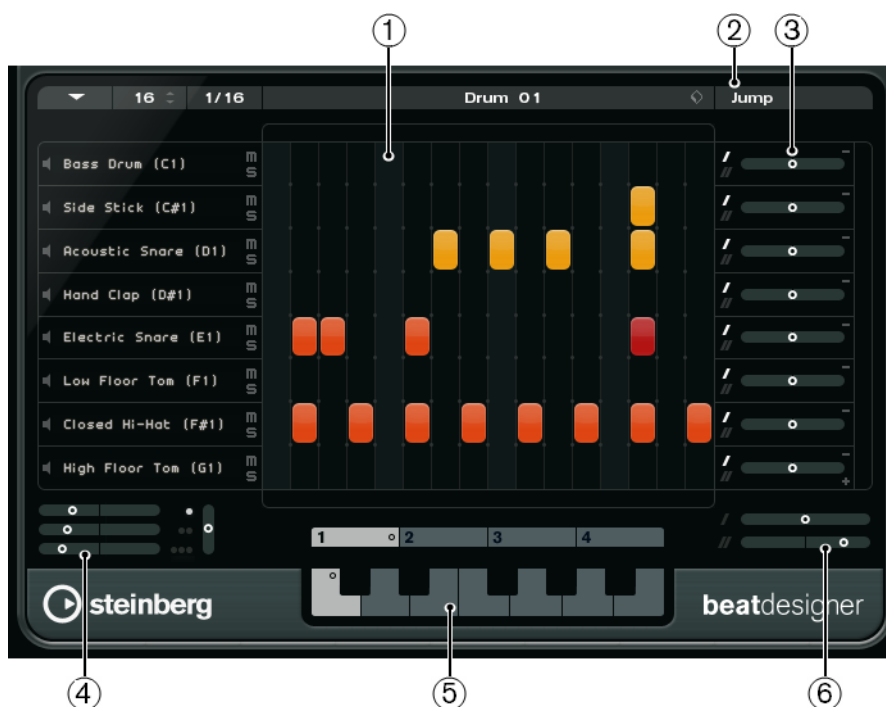 1 2 3
16 1/16 Drum 01 Jump
Bass Drum (C1) m s
Side Stick (C#1) m s
Acoustic Snare (D1) m s
Hand Clap (D#1) m s
Electric Snare (E1) m s
Low Floor Tom (F1) m s
Closed Hi-Hat (F#1) m s
High Floor Tom (G1) m s
1 2 3 4
steinberg beatdesigner
4 5 6